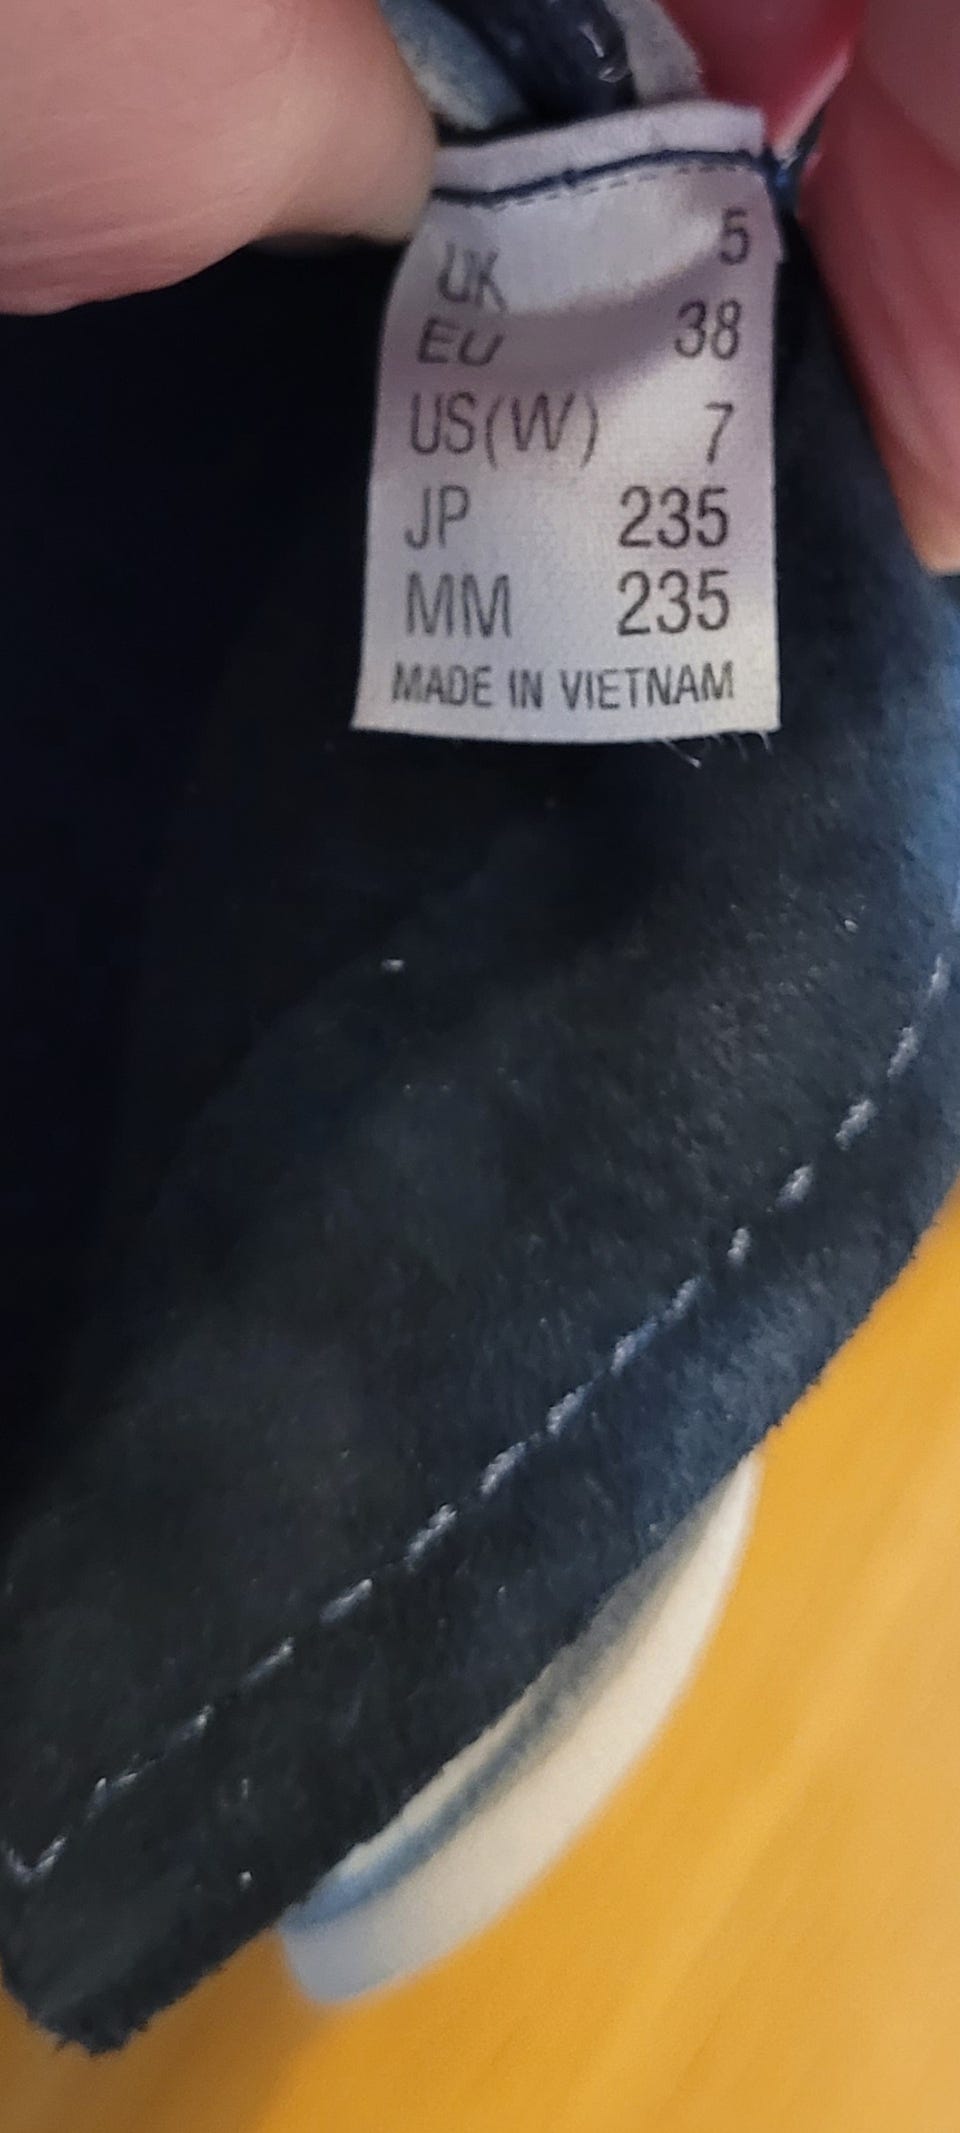 UK 5
EU 38
US(W) 7
JP 235
MM 235
MADE IN VIETNAM